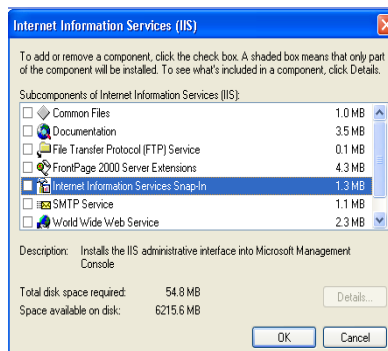 Internet Information Services (IIS)
To add or remove a component, click the check box. A shaded box means that only part
of the component will be installed. To see what's included in a component, click Details.
Subcomponents of Internet Information Services (IIS):
Common Files 1.0 MB
Documentation 3.5 MB
File Transfer Protocol (FTP) Service 0.1 MB
FrontPage 2000 Server Extensions 4.3 MB
Internet Information Services Snap-In 1.3 MB
SMTP Service 1.1 MB
World Wide Web Service 2.3 MB
Description: Installs the IIS administrative interface into Microsoft Management
Console
Total disk space required: 54.8 MB
Space available on disk: 6215.6 MB
Details...
OK Cancel